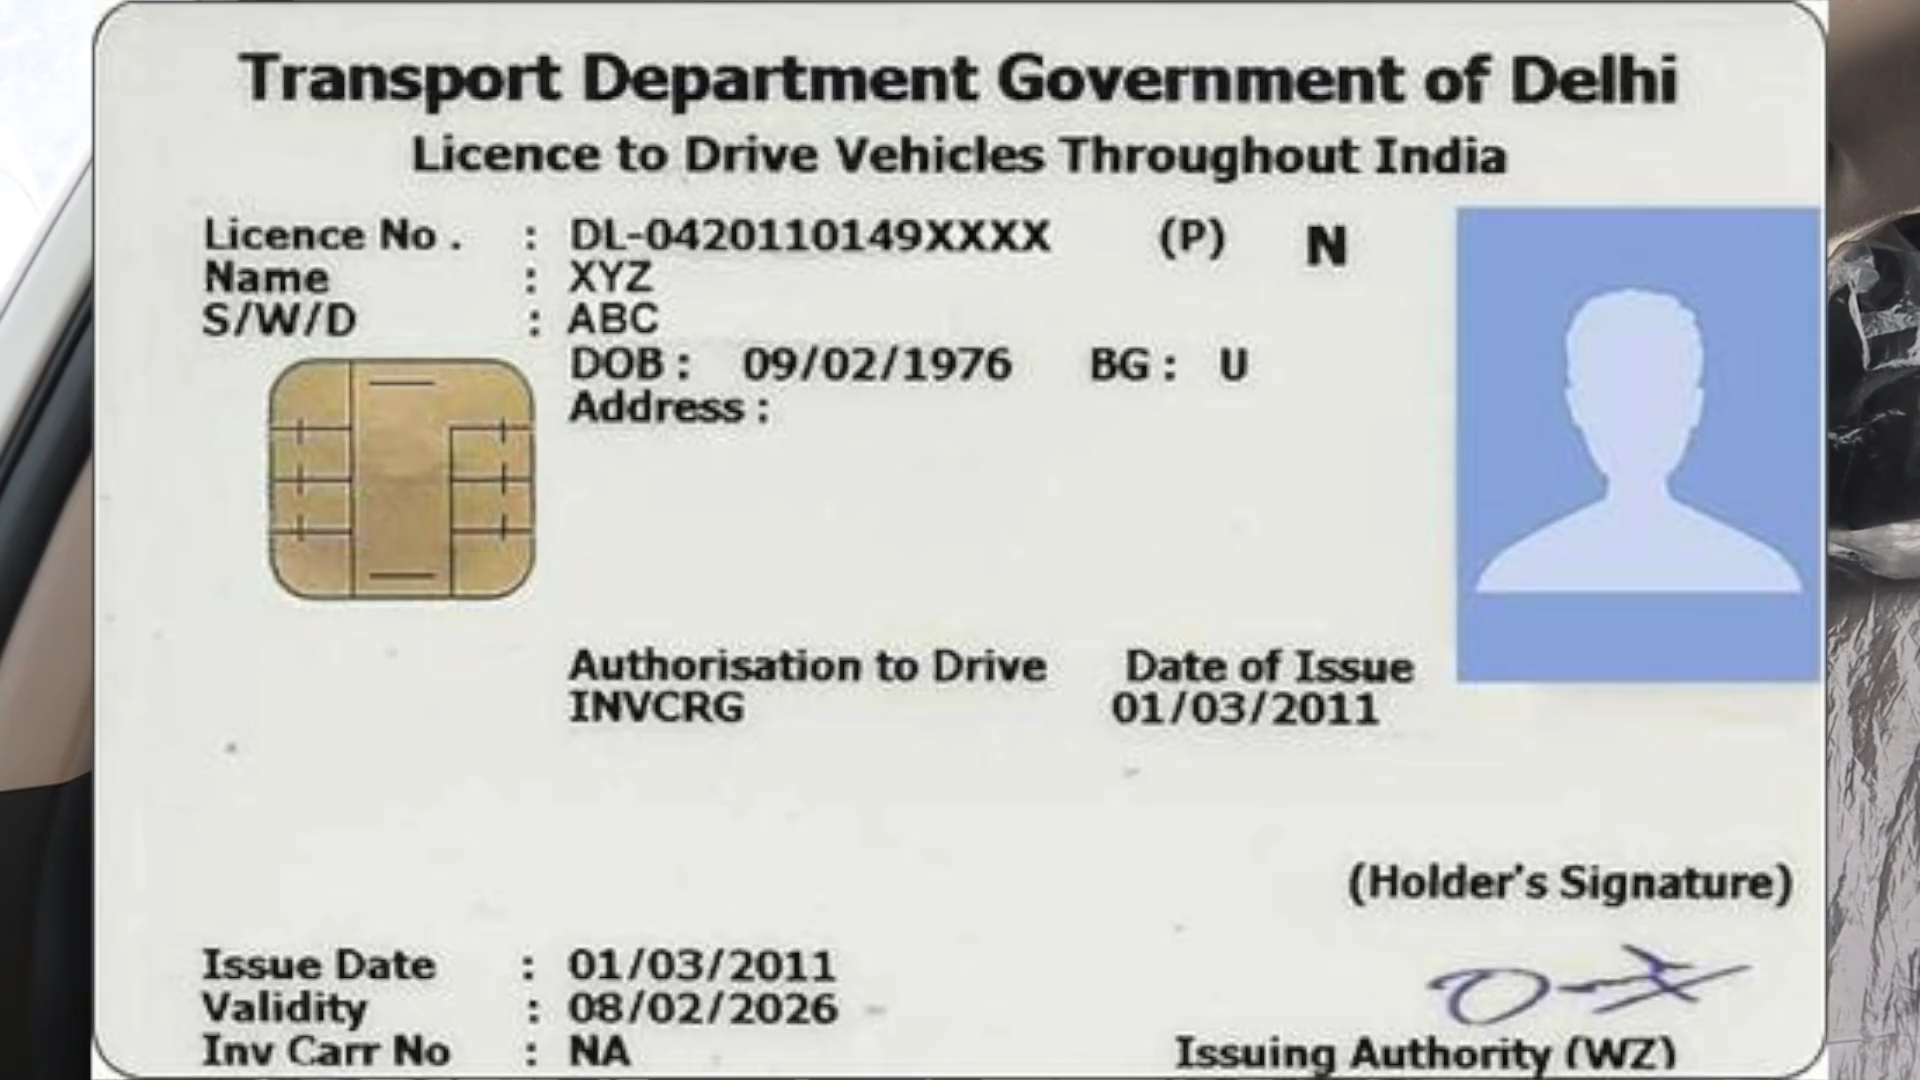 Transport Department Government of Delhi
Licence to Drive Vehicles Throughout India
Licence No. : DL-0420110149XXXX (P) N
Name : XYZ
S/W/D : ABC
DOB : 09/02/1976 BG : U
Address :
Authorisation to Drive Date of Issue
INVCRG 01/03/2011
(Holder's Signature)
Issue Date : 01/03/2011
Validity : 08/02/2026
Inv Carr No : NA
Issuing Authority (WZ)